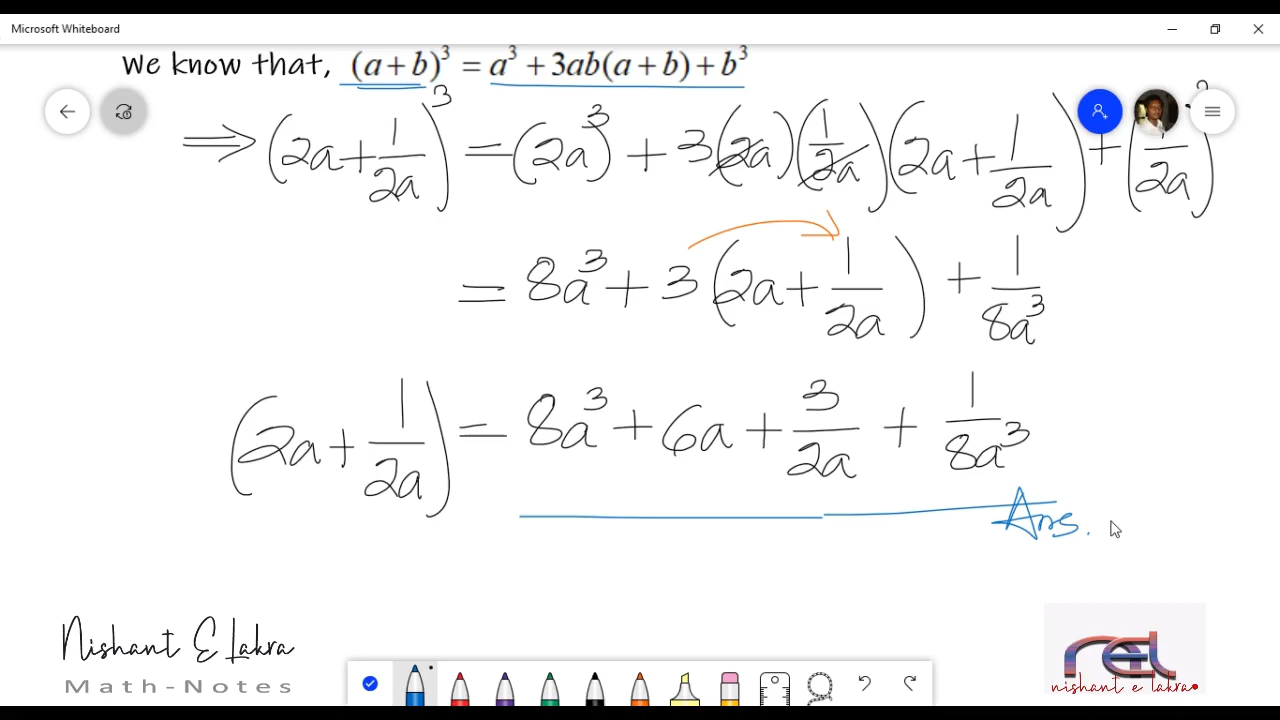 Microsoft Whiteboard
we know that, (a+b)³ = a³ + 3ab(a+b) + b³
⟹ (2a + 1/2a)³ = (2a)³ + 3(2a)(1/2a)(2a + 1/2a) + (1/2a)³
= 8a³ + 3(2a + 1/2a) + 1/8a³
(2a + 1/2a) = 8a³ + 6a + 3/2a + 1/8a³
Ans.
Nishant E Lakra
Math-Notes
nel
nishant e lakra